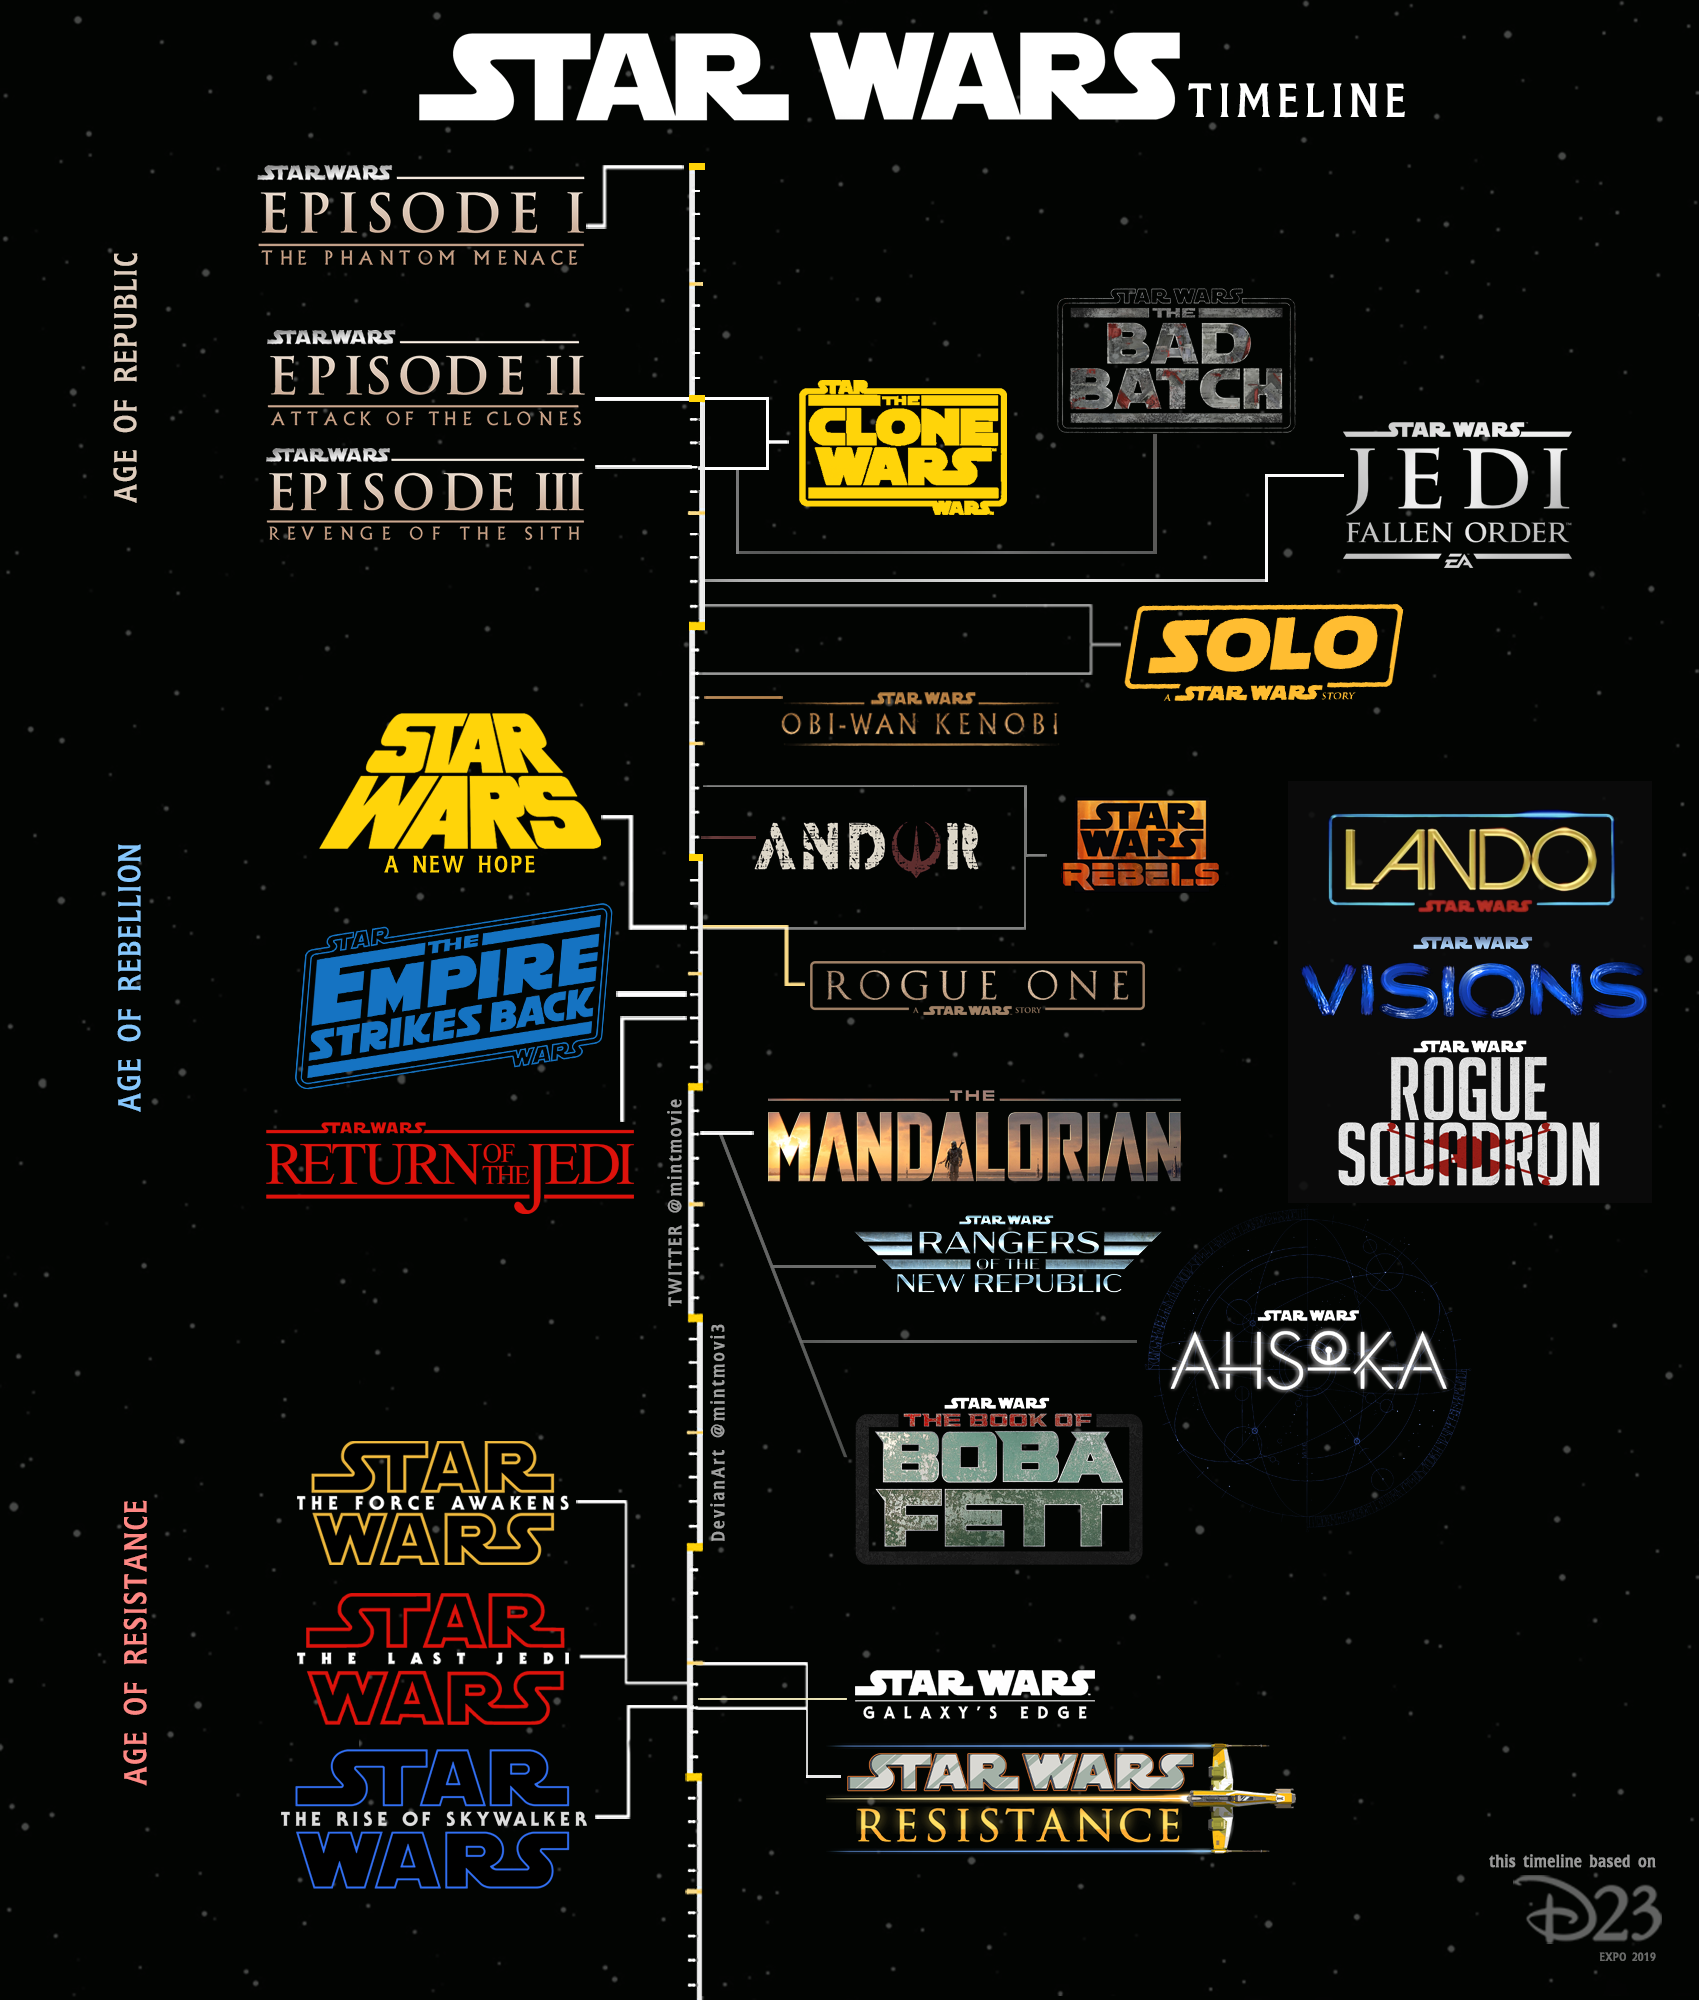 STAR WARS TIMELINE
STAR WARS
EPISODE I
THE PHANTOM MENACE
AGE OF REPUBLIC
STAR WARS
EPISODE II
ATTACK OF THE CLONES
STAR WARS
EPISODE III
REVENGE OF THE SITH
STAR
THE
CLONE
WARS
WARS
STAR WARS
THE
BAD
BATCH
STAR WARS
JEDI
FALLEN ORDER™
EA
SOLO
A STAR WARS STORY
STAR WARS
OBI-WAN KENOBI
STAR
WARS
A NEW HOPE
ANDOR
STAR
WARS
REBELS
LANDO
STAR WARS
AGE OF REBELLION
STAR
THE
EMPIRE
STRIKES BACK
WARS
ROGUE ONE
A STAR WARS STORY
STAR WARS
VISIONS
STAR WARS
ROGUE
SQUADRON
STAR WARS
RETURN OF THE JEDI
THE
MANDALORIAN
TWITTER @mintmovie
STAR WARS
RANGERS
OF THE
NEW REPUBLIC
STAR WARS
AHSOKA
DevianArt @mintmovi3
STAR WARS
THE BOOK OF
BOBA
FETT
AGE OF RESISTANCE
STAR
THE FORCE AWAKENS
WARS
STAR
THE LAST JEDI
WARS
STAR
THE RISE OF SKYWALKER
WARS
STAR WARS
GALAXY'S EDGE
STAR WARS
RESISTANCE
this timeline based on
D23
EXPO 2019